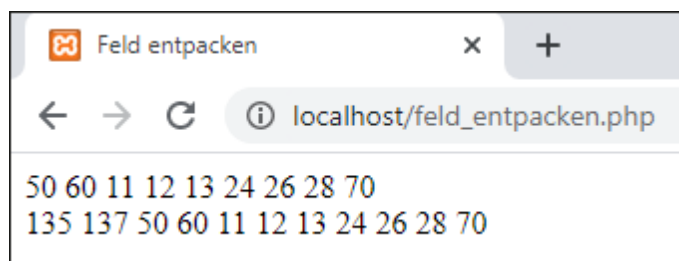 Feld entpacken
localhost/feld_entpacken.php
50 60 11 12 13 24 26 28 70
135 137 50 60 11 12 13 24 26 28 70